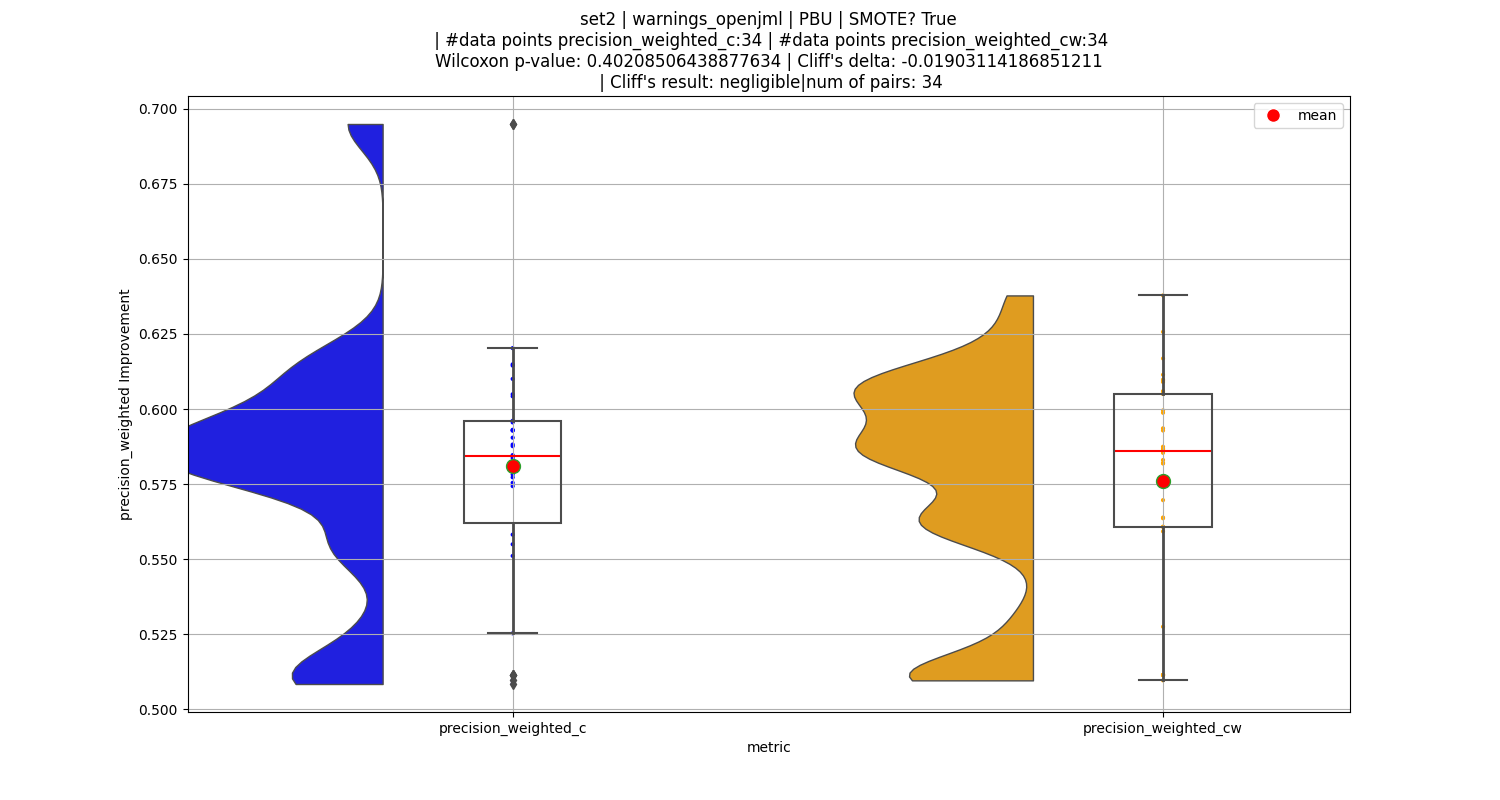 set2 | warnings_openjml | PBU | SMOTE? True
| #data points precision_weighted_c:34 | #data points precision_weighted_cw:34
Wilcoxon p-value: 0.40208506438877634 | Cliff's delta: -0.01903114186851211
| Cliff's result: negligible|num of pairs: 34
mean
precision_weighted Improvement
0.700
0.675
0.650
0.625
0.600
0.575
0.550
0.525
0.500
precision_weighted_c
precision_weighted_cw
metric